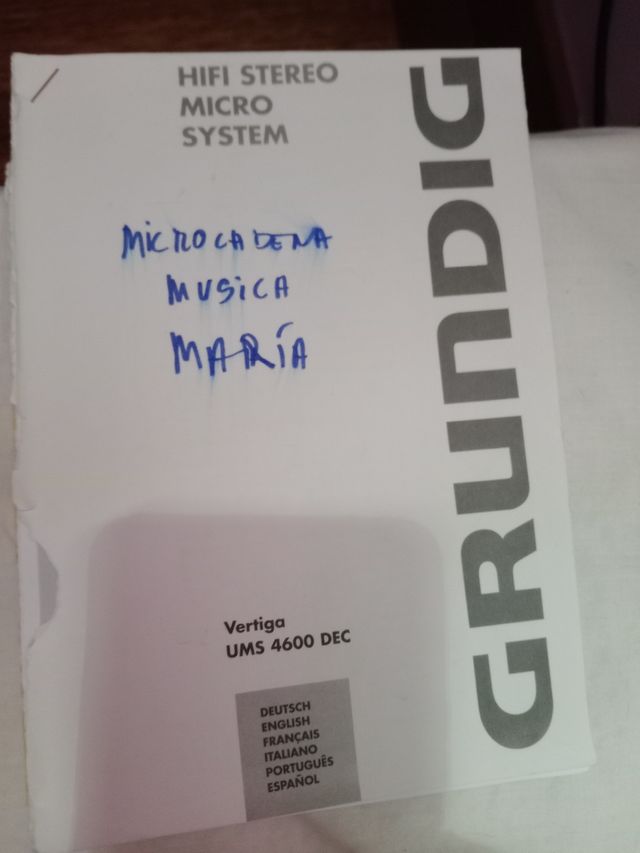 HIFI STEREO
MICRO
SYSTEM
GRUNDIG
MICROCADENA
MUSICA
MARÍA
Vertiga
UMS 4600 DEC
DEUTSCH
ENGLISH
FRANÇAIS
ITALIANO
PORTUGUÊS
ESPAÑOL